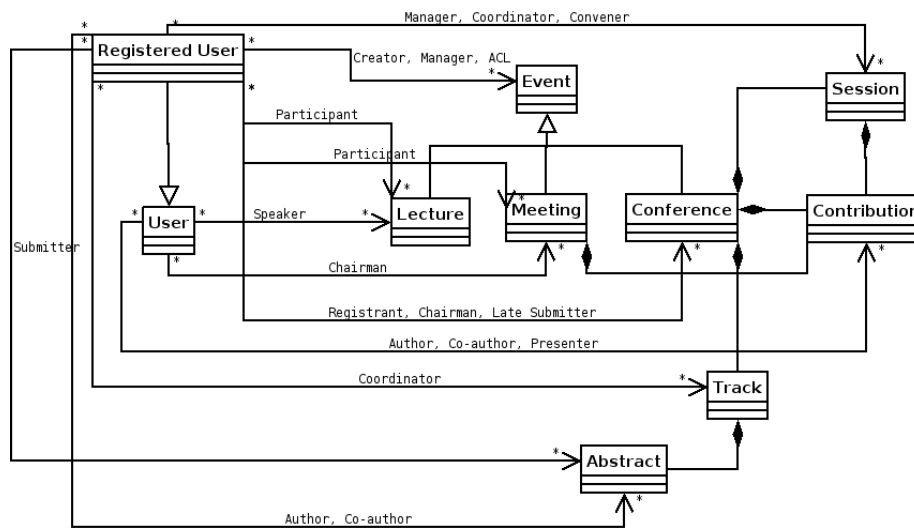 Manager, Coordinator, Convener
* * *
Registered User
* *
Creator, Manager, ACL
* *
Event
Session
* *
Participant
Participant
* *
User
* * *
Speaker
Lecture
Meeting
Conference
Contribution
Submitter
* * * *
Chairman
Registrant, Chairman, Late Submitter
Author, Co-author, Presenter
Coordinator
*
Track
*
Abstract
*
Author, Co-author